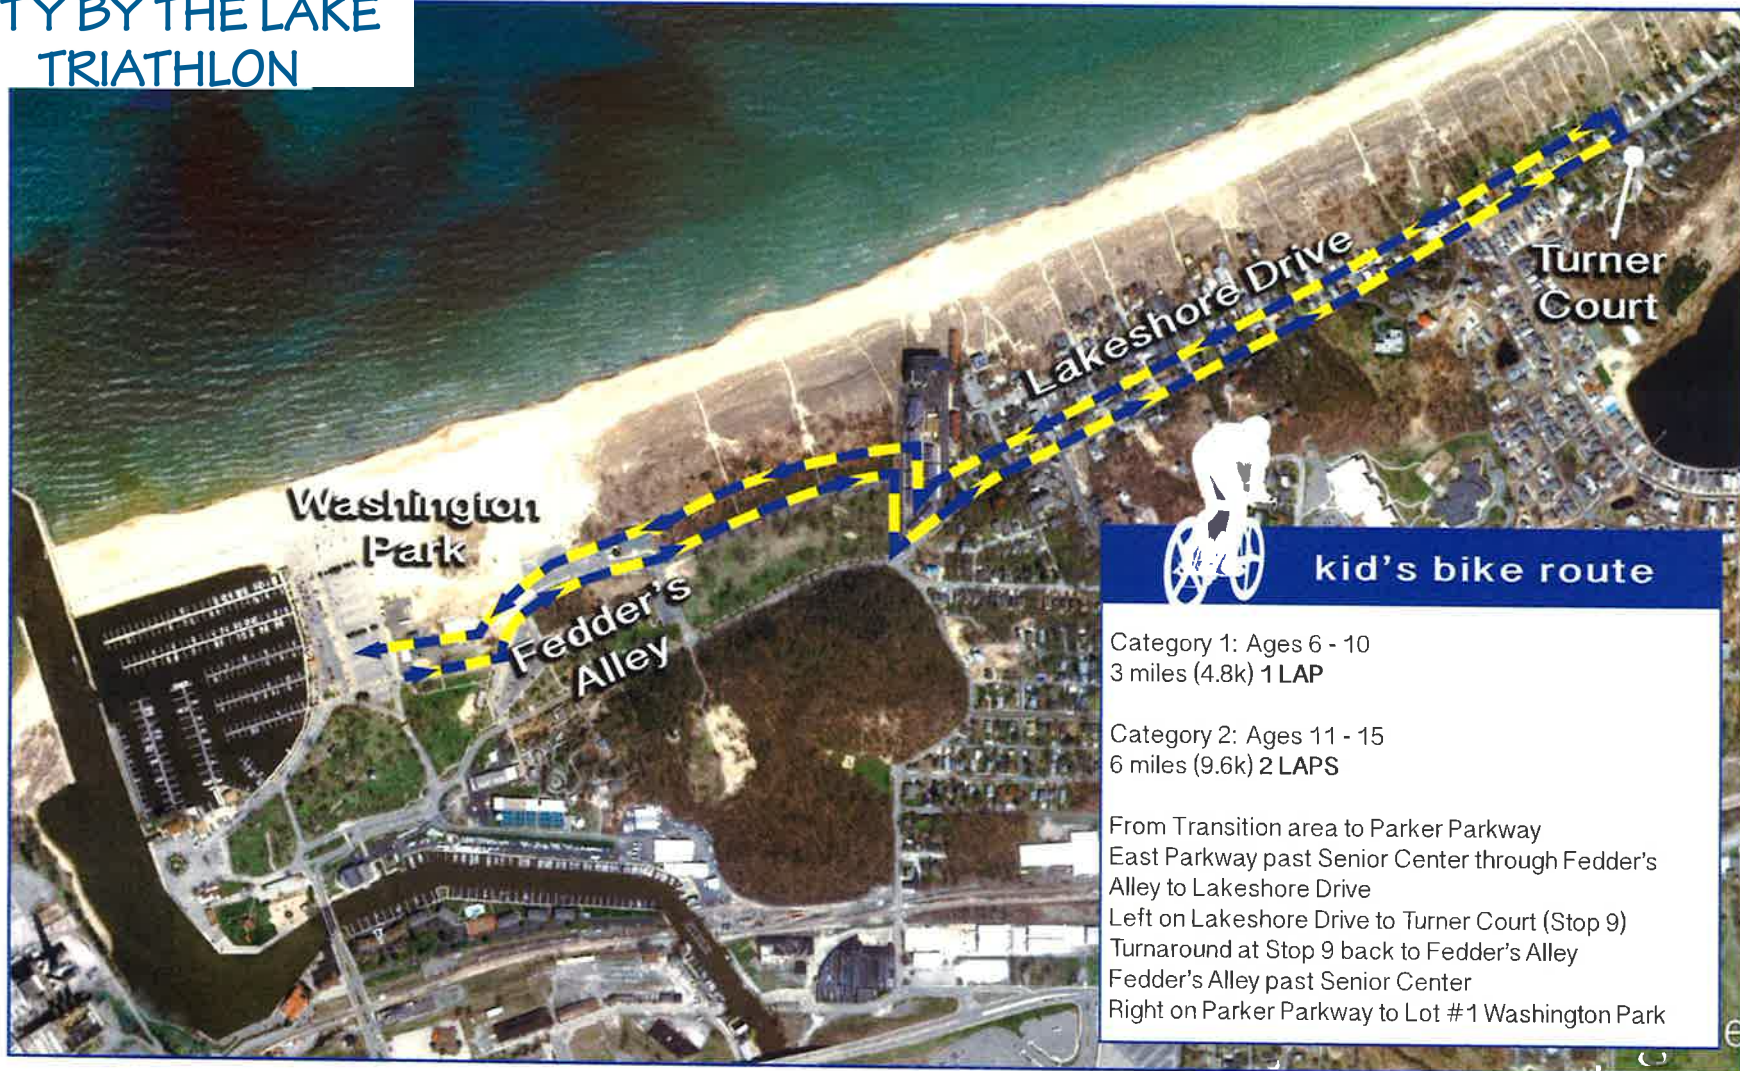 TY BY THE LAKE
TRIATHLON
Lakeshore Drive
Turner
Court
Washington
Park
Fedder's
Alley
kid's bike route
Category 1: Ages 6 - 10
3 miles (4.8k) 1 LAP
Category 2: Ages 11 - 15
6 miles (9.6k) 2 LAPS
From Transition area to Parker Parkway
East Parkway past Senior Center through Fedder's
Alley to Lakeshore Drive
Left on Lakeshore Drive to Turner Court (Stop 9)
Turnaround at Stop 9 back to Fedder's Alley
Fedder's Alley past Senior Center
Right on Parker Parkway to Lot #1 Washington Park